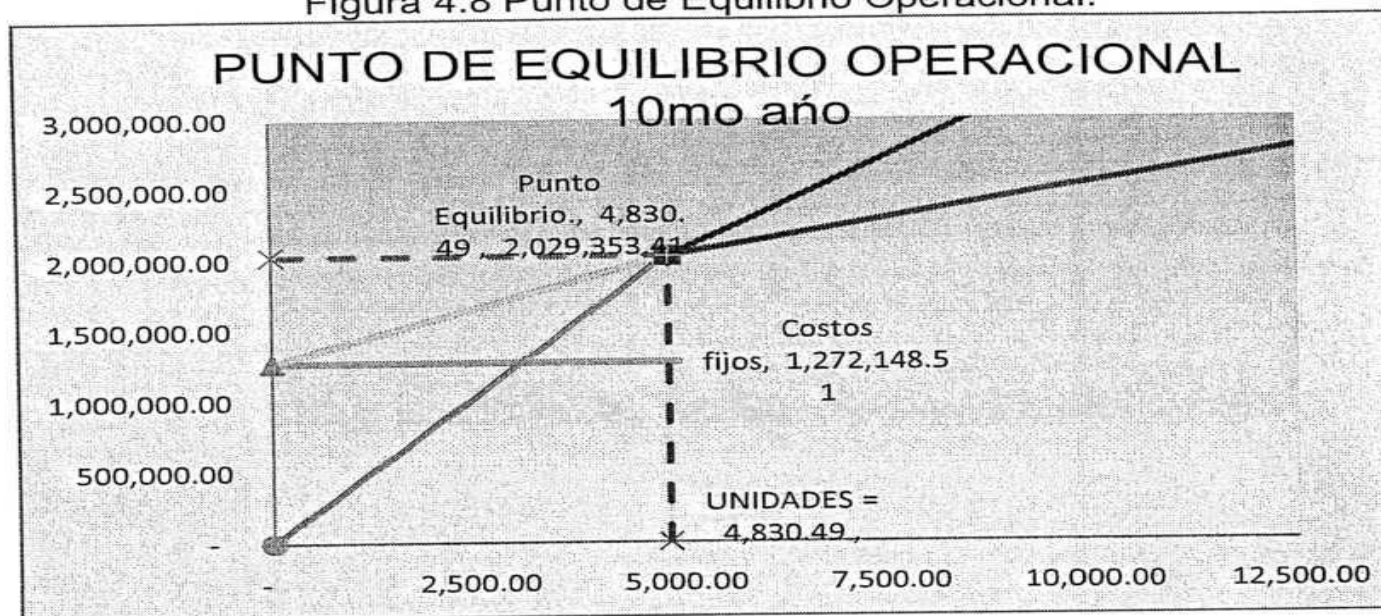 Figura 4.8 Punto de Equilibrio Operacional.
PUNTO DE EQUILIBRIO OPERACIONAL
10mo ańo
3,000,000.00
2,500,000.00
2,000,000.00
1,500,000.00
1,000,000.00
500,000.00
-
Punto
Equilibrio., 4,830.
49 , 2,029,353.41
Costos
fijos, 1,272,148.5
1
UNIDADES =
4,830.49 ,
-
2,500.00
5,000.00
7,500.00
10,000.00
12,500.00